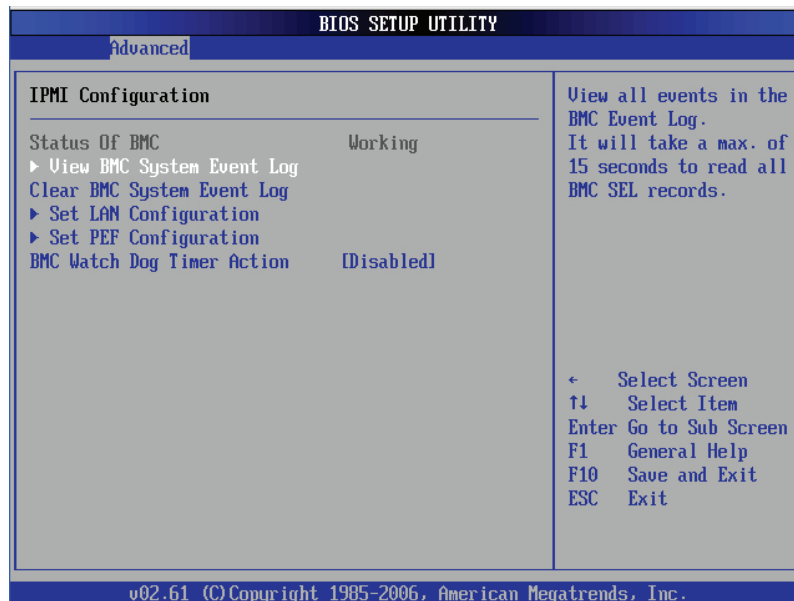 BIOS SETUP UTILITY
Advanced
IPMI Configuration
Status Of BMC Working
▶ View BMC System Event Log
Clear BMC System Event Log
▶ Set LAN Configuration
▶ Set PEF Configuration
BMC Watch Dog Timer Action [Disabled]
View all events in the
BMC Event Log.
It will take a max. of
15 seconds to read all
BMC SEL records.
← Select Screen
↑↓ Select Item
Enter Go to Sub Screen
F1 General Help
F10 Save and Exit
ESC Exit
v02.61 (C)Copyright 1985-2006, American Megatrends, Inc.